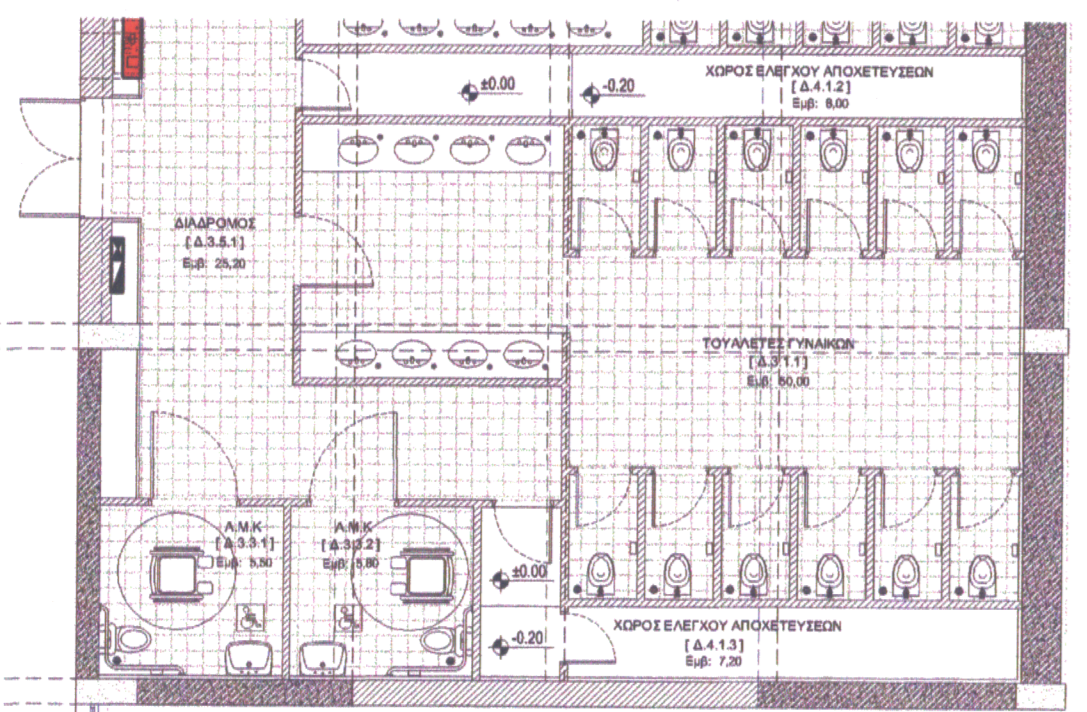 ±0.00
-0.20
ΧΩΡΟΣ ΕΛΕΓΧΟΥ ΑΠΟΧΕΤΕΥΣΕΩΝ
[ Δ.4.1.2 ]
Εμβ: 8,00
ΔΙΑΔΡΟΜΟΣ
[ Δ.3.5.1 ]
Εμβ: 25,20
ΤΟΥΑΛΕΤΕΣ ΓΥΝΑΙΚΩΝ
[ Δ.3.1.1 ]
Εμβ: 50,00
Α.Μ.Κ
[ Δ.3.3.1 ]
Εμβ: 5,50
Α.Μ.Κ
[ Δ.3.3.2 ]
Εμβ: 5,80
±0.00
-0.20
ΧΩΡΟΣ ΕΛΕΓΧΟΥ ΑΠΟΧΕΤΕΥΣΕΩΝ
[ Δ.4.1.3 ]
Εμβ: 7,20